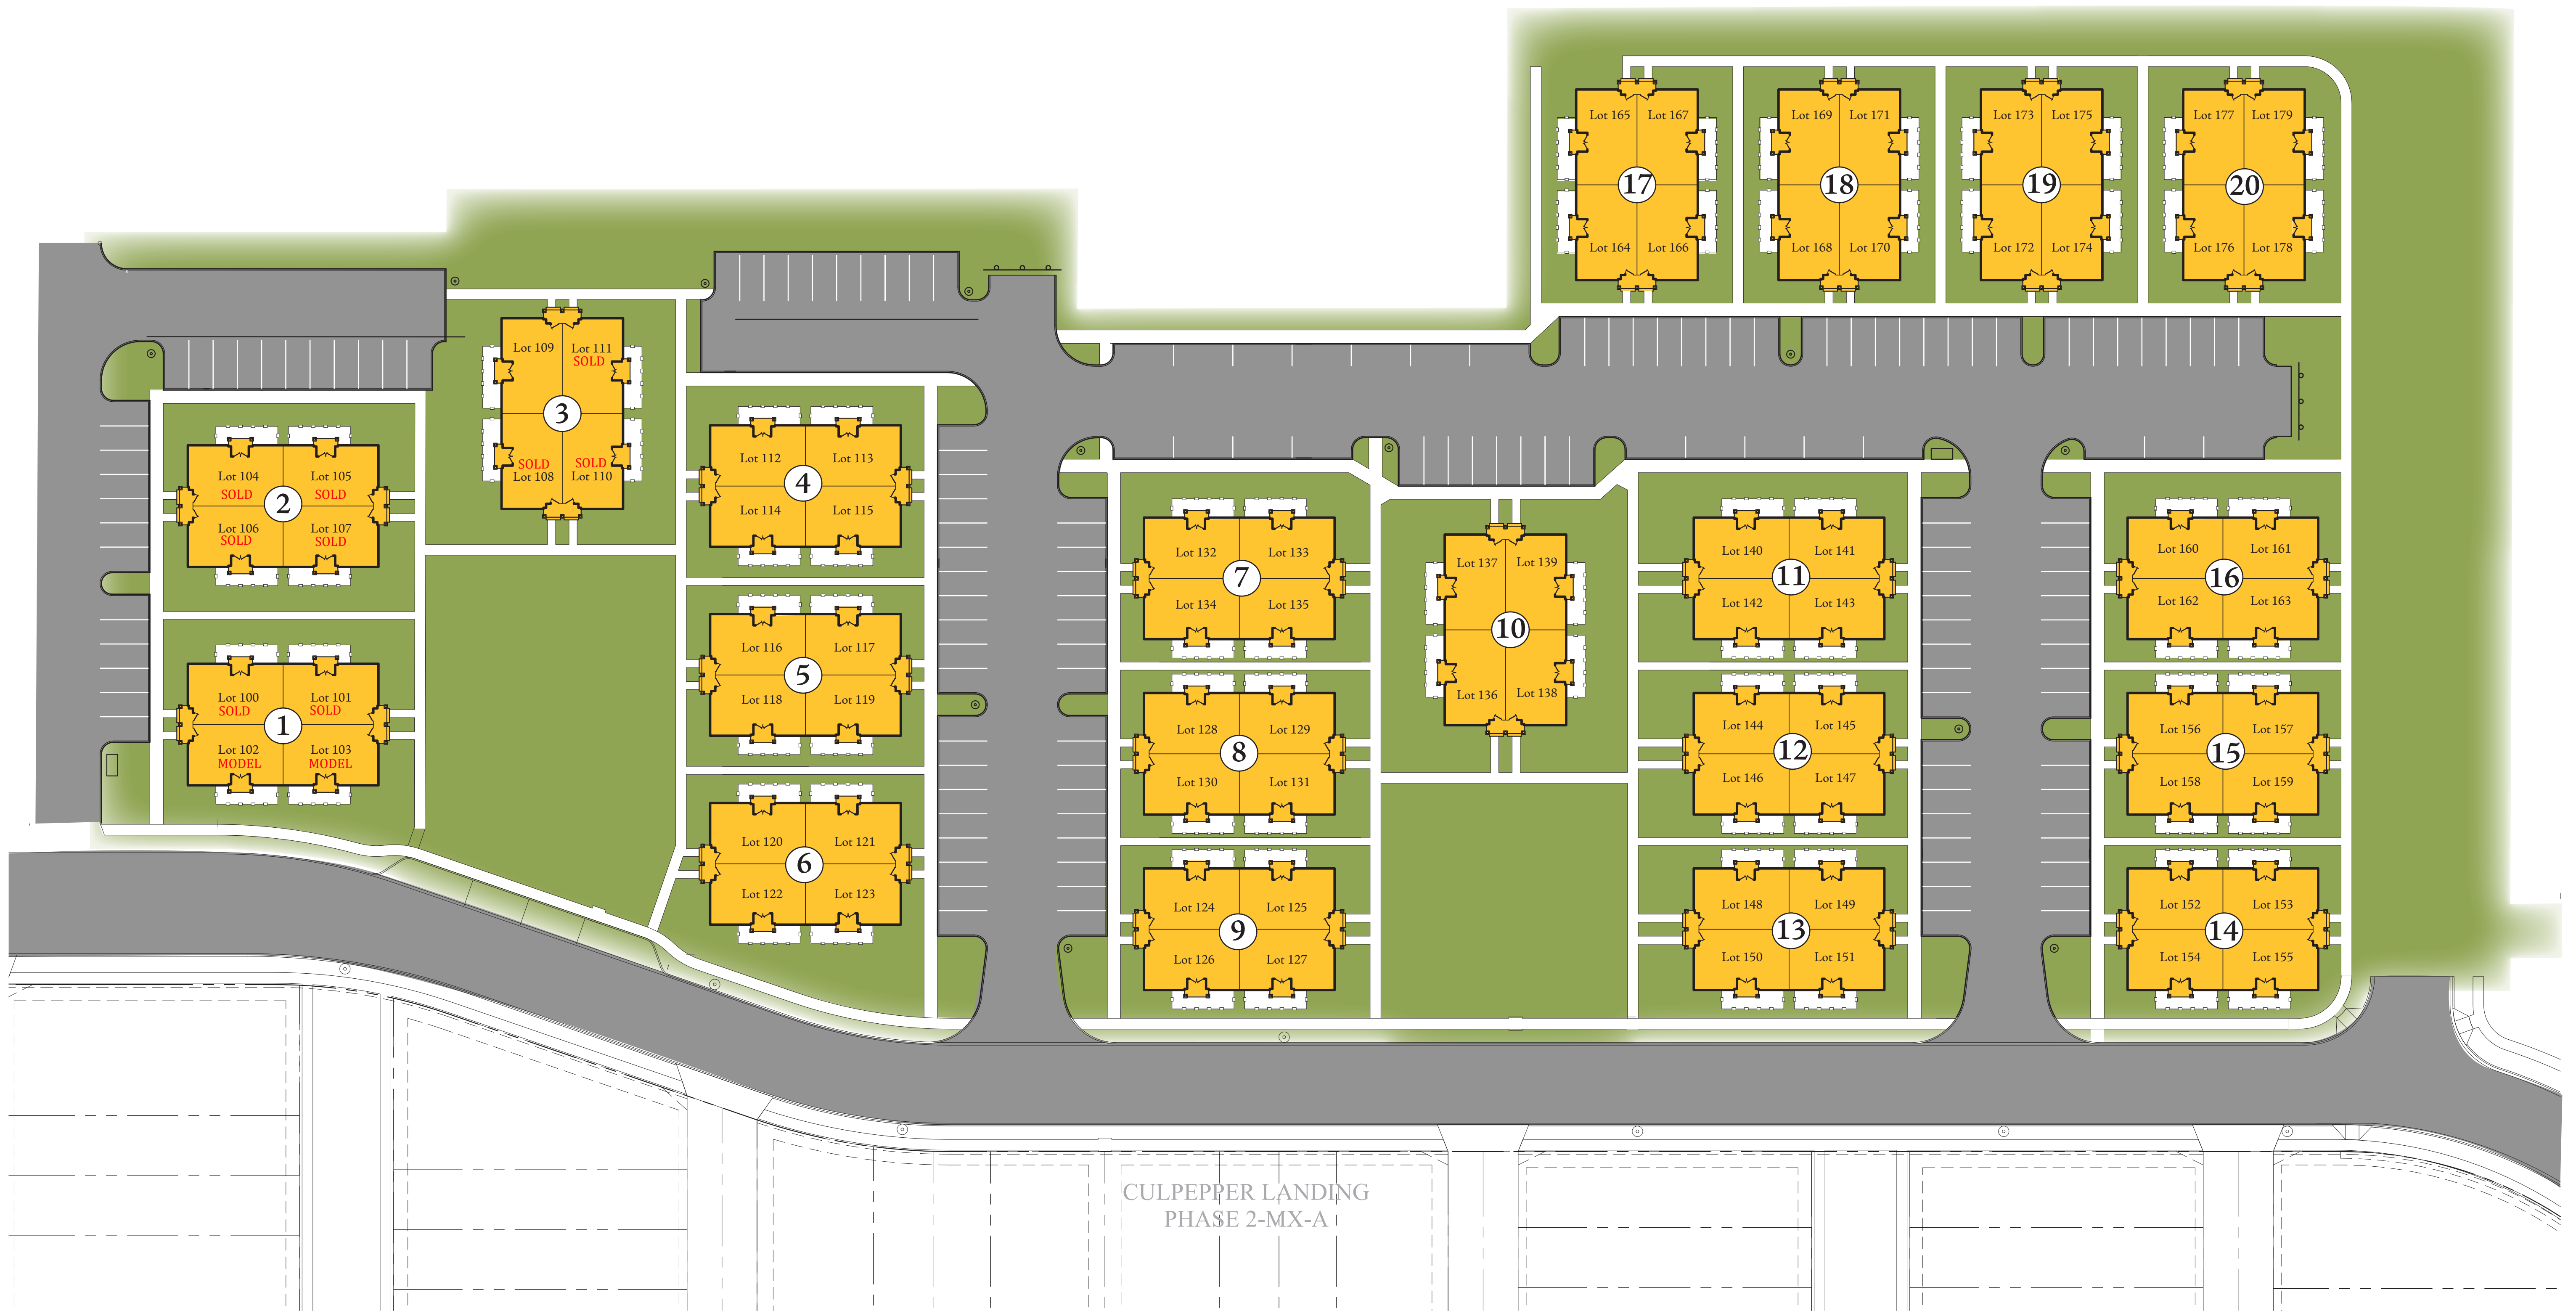 Lot 165 Lot 167
17
Lot 164 Lot 166
Lot 169 Lot 171
18
Lot 168 Lot 170
Lot 173 Lot 175
19
Lot 172 Lot 174
Lot 177 Lot 179
20
Lot 176 Lot 178
Lot 109 Lot 111
SOLD
3
SOLD SOLD
Lot 108 Lot 110
Lot 104 Lot 105
SOLD SOLD
2
Lot 106 Lot 107
SOLD SOLD
Lot 100 Lot 101
SOLD SOLD
1
Lot 102 Lot 103
MODEL MODEL
Lot 112 Lot 113
4
Lot 114 Lot 115
Lot 116 Lot 117
5
Lot 118 Lot 119
Lot 120 Lot 121
6
Lot 122 Lot 123
Lot 132 Lot 133
7
Lot 134 Lot 135
Lot 128 Lot 129
8
Lot 130 Lot 131
Lot 124 Lot 125
9
Lot 126 Lot 127
Lot 137 Lot 139
10
Lot 136 Lot 138
Lot 140 Lot 141
11
Lot 142 Lot 143
Lot 144 Lot 145
12
Lot 146 Lot 147
Lot 148 Lot 149
13
Lot 150 Lot 151
Lot 160 Lot 161
16
Lot 162 Lot 163
Lot 156 Lot 157
15
Lot 158 Lot 159
Lot 152 Lot 153
14
Lot 154 Lot 155
CULPEPPER LANDING
PHASE 2-MX-A